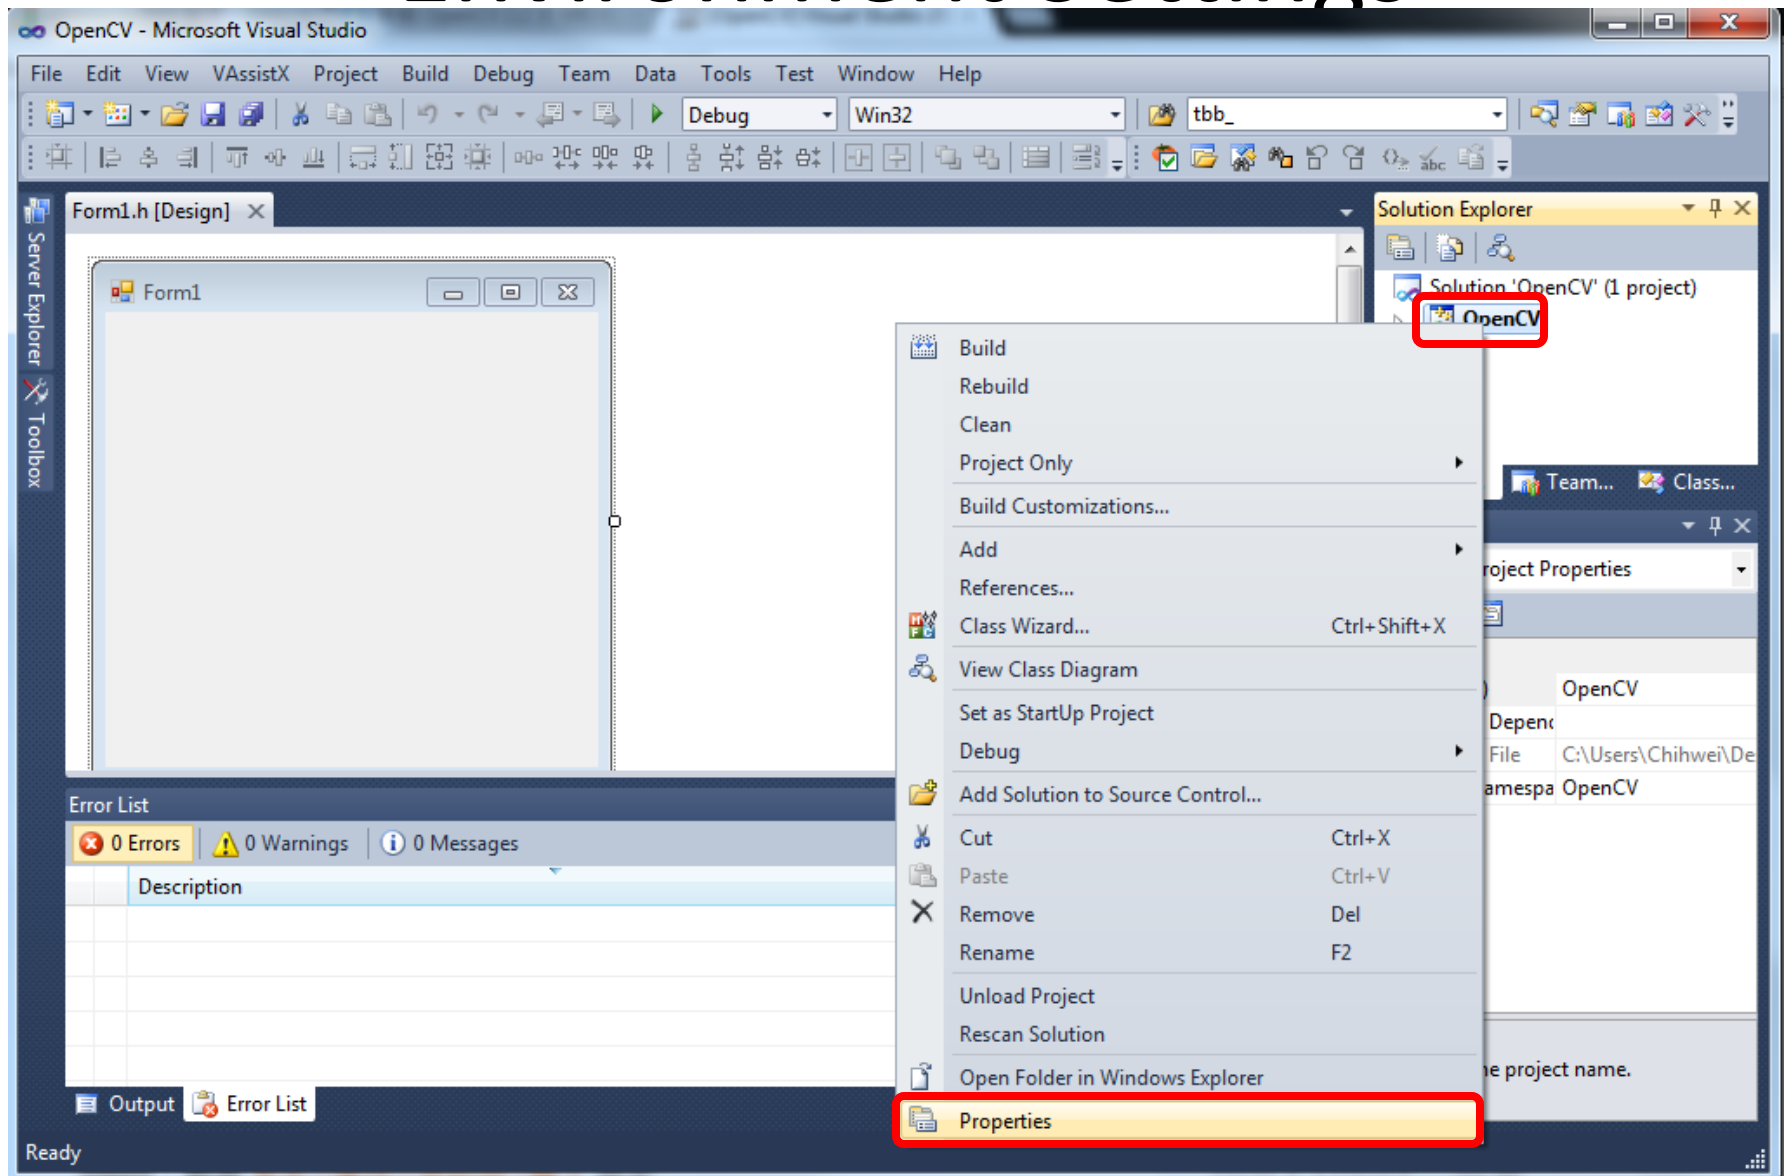 Environment Settings
OpenCV - Microsoft Visual Studio
File Edit View VAssistX Project Build Debug Team Data Tools Test Window Help
Debug Win32 tbb_
Server Explorer
Toolbox
Form1.h [Design]
Form1
Solution Explorer
Solution 'OpenCV' (1 project)
OpenCV
Build
Rebuild
Clean
Project Only
Build Customizations...
Add
References...
Class Wizard... Ctrl+Shift+X
View Class Diagram
Set as StartUp Project
Debug
Add Solution to Source Control...
Cut Ctrl+X
Paste Ctrl+V
Remove Del
Rename F2
Unload Project
Rescan Solution
Open Folder in Windows Explorer
Properties
Team... Class...
roject Properties
) OpenCV
Depen
File C:\Users\Chihwei\De
amespa OpenCV
e project name.
Error List
0 Errors 0 Warnings 0 Messages
Description
Output Error List
Ready